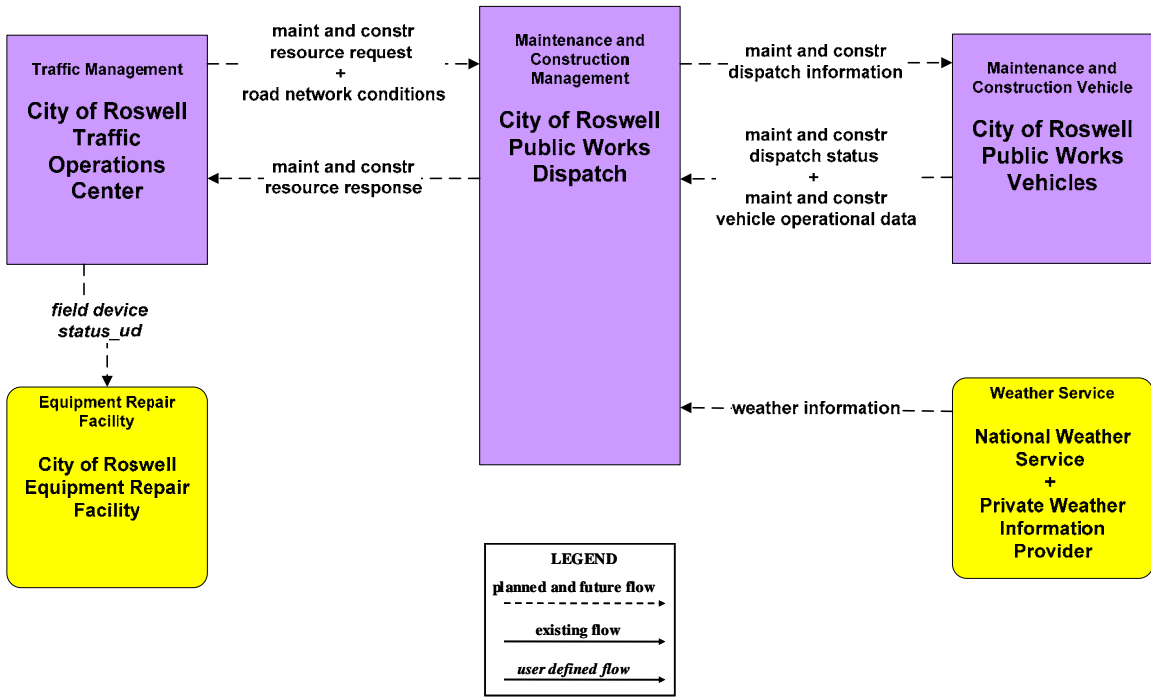 Traffic Management
City of Roswell
Traffic
Operations
Center
maint and constr
resource request
+
road network conditions
maint and constr
resource response
Maintenance and
Construction
Management
City of Roswell
Public Works
Dispatch
maint and constr
dispatch information
maint and constr
dispatch status
+
maint and constr
vehicle operational data
Maintenance and
Construction Vehicle
City of Roswell
Public Works
Vehicles
field device
status_ud
Equipment Repair
Facility
City of Roswell
Equipment Repair
Facility
weather information
Weather Service
National Weather
Service
+
Private Weather
Information
Provider
LEGEND
planned and future flow
existing flow
user defined flow